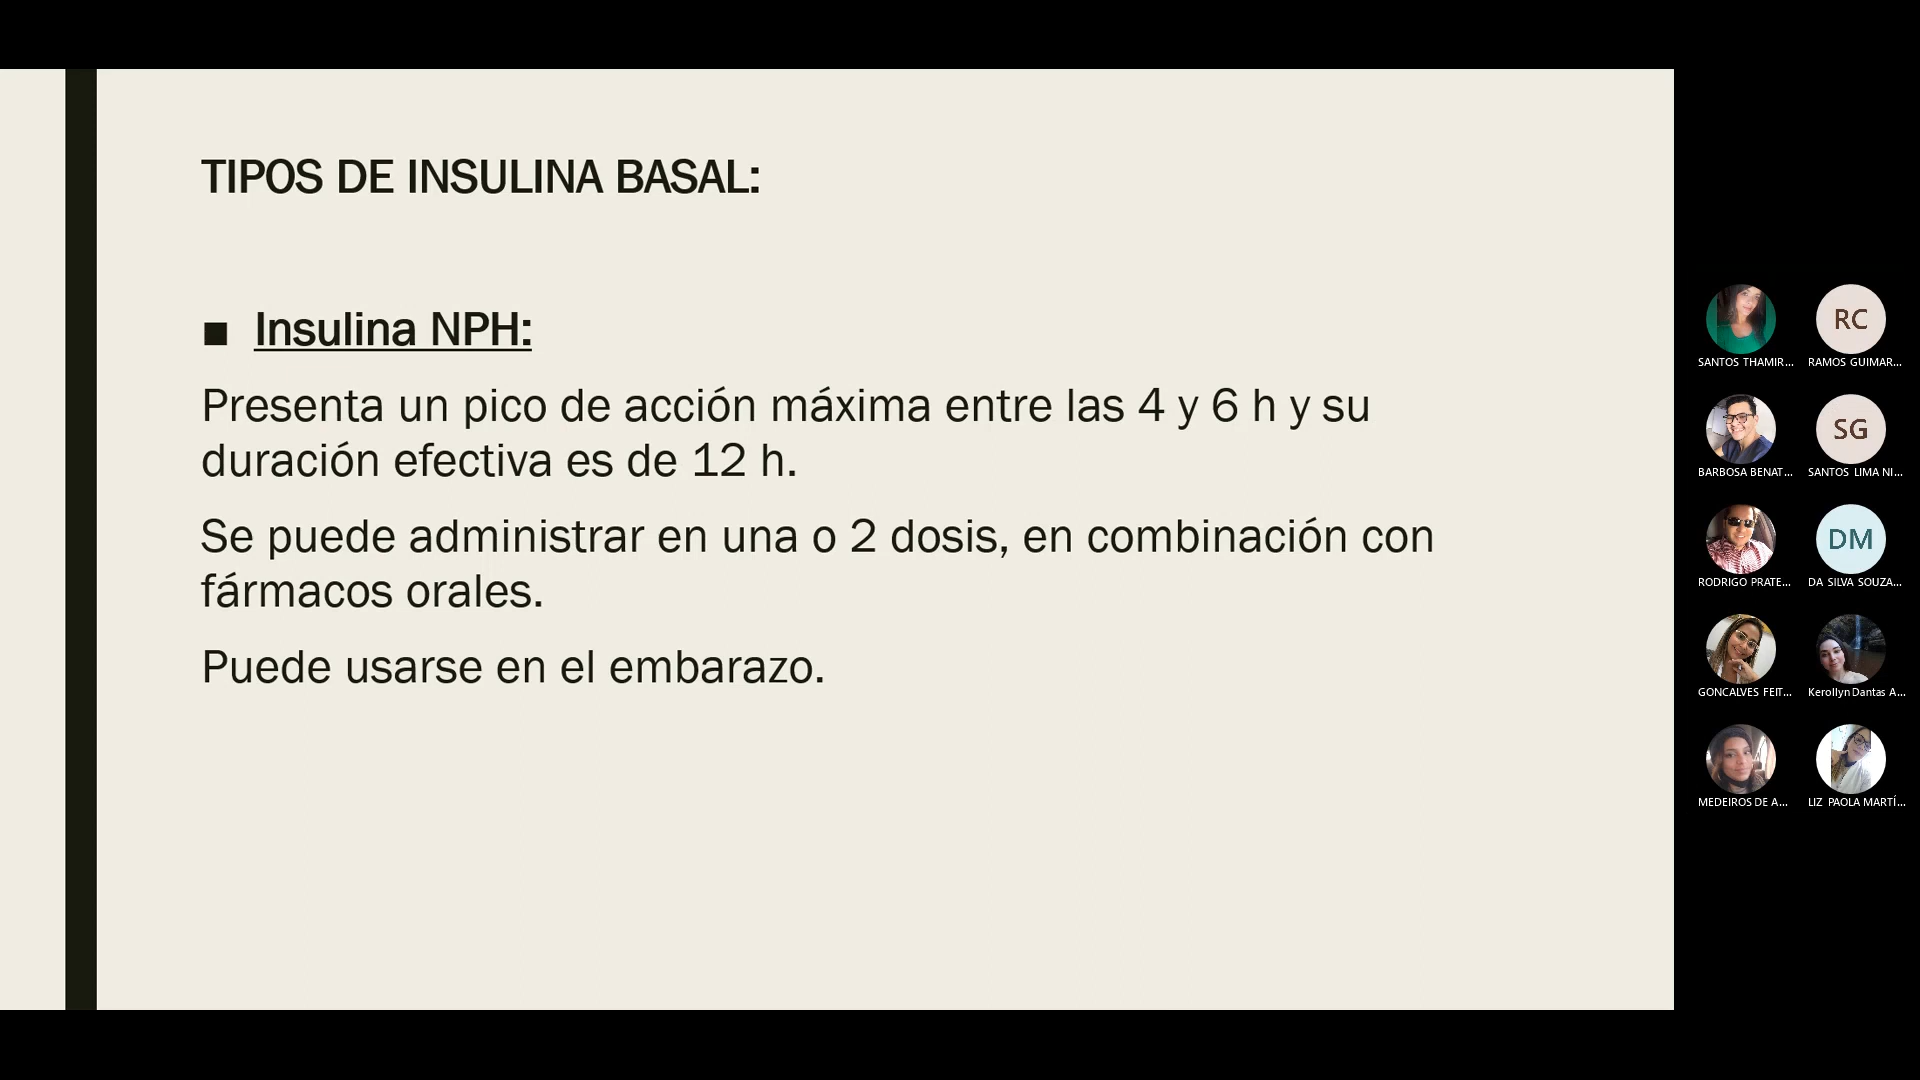 TIPOS DE INSULINA BASAL:
■ Insulina NPH:
Presenta un pico de acción máxima entre las 4 y 6 h y su
duración efectiva es de 12 h.
Se puede administrar en una o 2 dosis, en combinación con
fármacos orales.
Puede usarse en el embarazo.
RC
SANTOS THAMIR...
RAMOS GUIMAR...
SG
BARBOSA BENAT...
SANTOS LIMA NI...
DM
RODRIGO PRATE...
DA SILVA SOUZA...
GONCALVES FEIT...
Kerollyn Dantas A...
MEDEIROS DE A...
LIZ PAOLA MARTÍ...